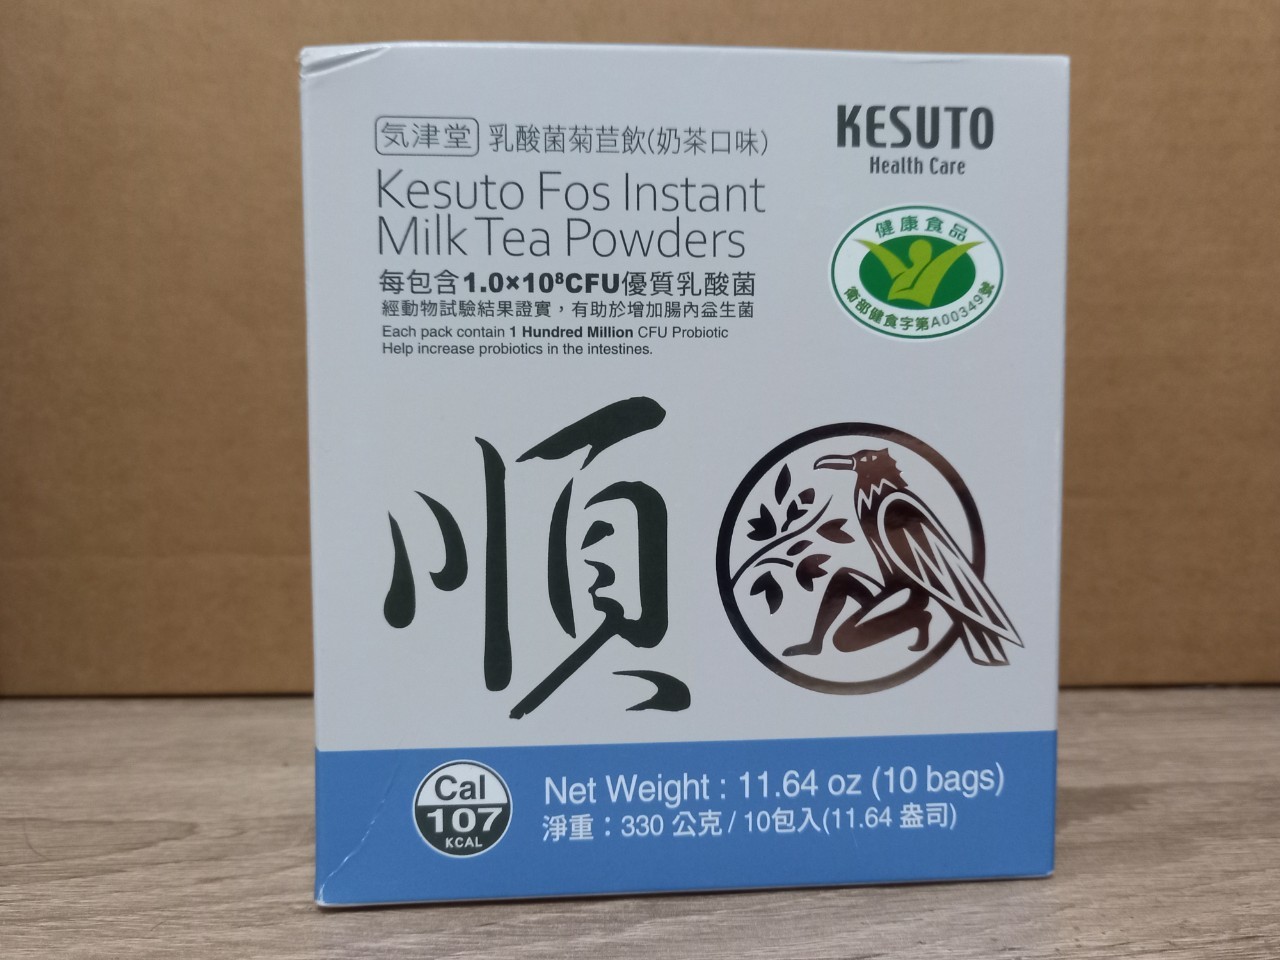 気津堂 乳酸菌菊苣飲(奶茶口味)
Kesuto Fos Instant
Milk Tea Powders
每包含1.0×10⁸CFU優質乳酸菌
經動物試驗結果證實，有助於增加腸內益生菌
Each pack contain 1 Hundred Million CFU Probiotic
Help increase probiotics in the intestines.
KESUTO
Health Care
健康食品
衛部健食字第A00349號
順
Cal
107
KCAL
Net Weight : 11.64 oz (10 bags)
淨重：330 公克 / 10包入(11.64 盎司)